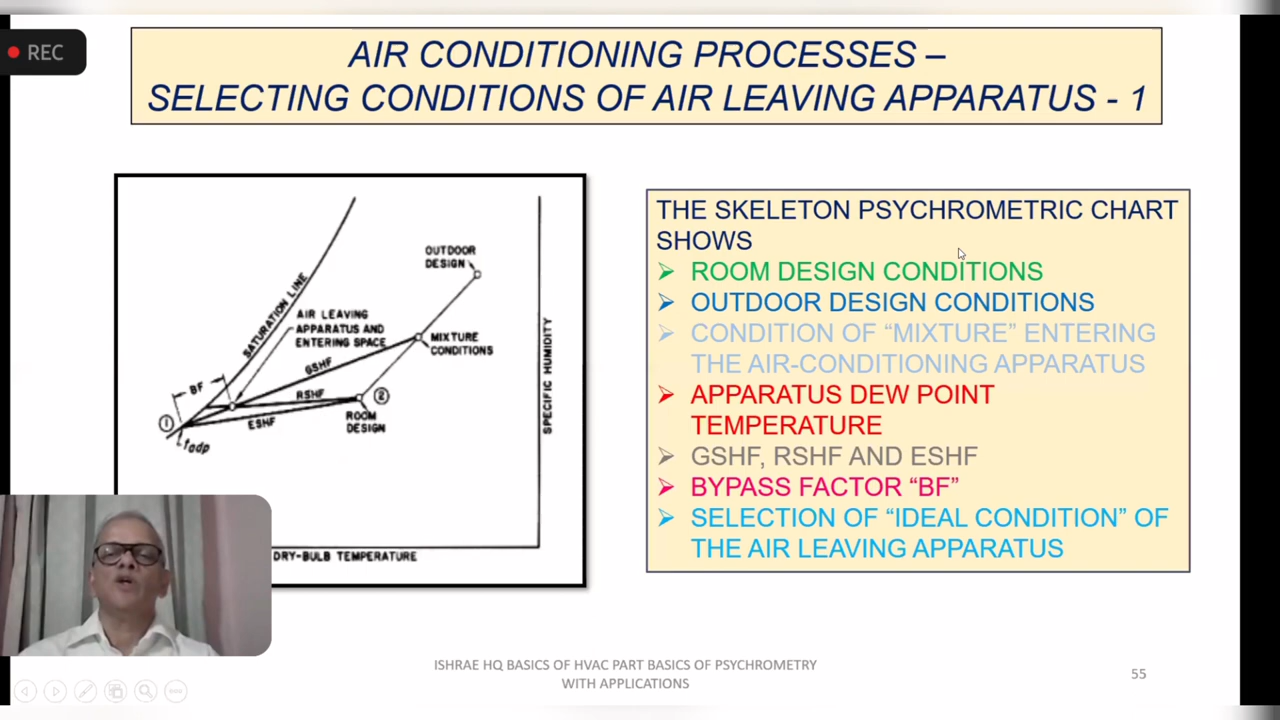 REC
AIR CONDITIONING PROCESSES –
SELECTING CONDITIONS OF AIR LEAVING APPARATUS - 1
OUTDOOR
DESIGN
SATURATION LINE
AIR LEAVING
APPARATUS AND
ENTERING SPACE
MIXTURE
CONDITIONS
GSHF
BF
RSHF
2
1
ESHF
ROOM
DESIGN
tadp
SPECIFIC HUMIDITY
DRY-BULB TEMPERATURE
THE SKELETON PSYCHROMETRIC CHART
SHOWS
ROOM DESIGN CONDITIONS
OUTDOOR DESIGN CONDITIONS
CONDITION OF “MIXTURE” ENTERING
THE AIR-CONDITIONING APPARATUS
APPARATUS DEW POINT
TEMPERATURE
GSHF, RSHF AND ESHF
BYPASS FACTOR “BF”
SELECTION OF “IDEAL CONDITION” OF
THE AIR LEAVING APPARATUS
ISHRAE HQ BASICS OF HVAC PART BASICS OF PSYCHROMETRY
WITH APPLICATIONS
55